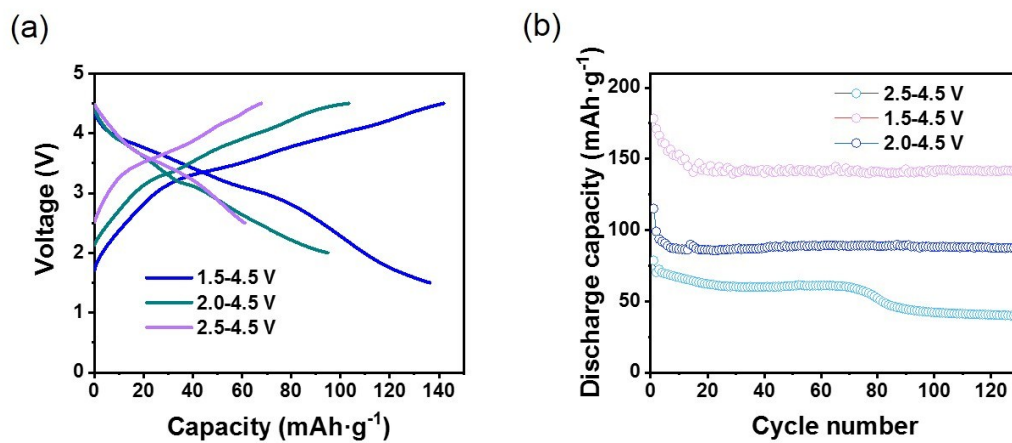 (a)
Voltage (V)
5
4
3
2
1
0
0 20 40 60 80 100 120 140
Capacity (mAh·g⁻¹)
1.5-4.5 V
2.0-4.5 V
2.5-4.5 V
(b)
Discharge capacity (mAh·g⁻¹)
200
150
100
50
0
0 20 40 60 80 100 120
Cycle number
2.5-4.5 V
1.5-4.5 V
2.0-4.5 V